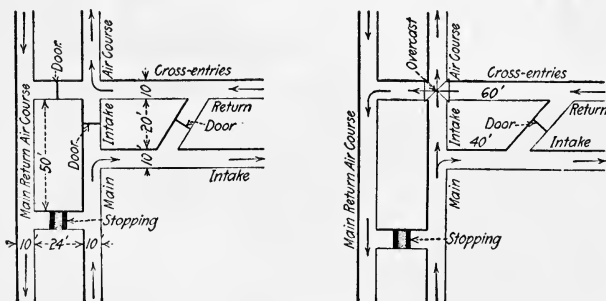 Door
Air Course
Cross-entries
10'
Return
Main Return Air Course
Intake
20'
Door
Door
50'
10'
Intake
Main
Stopping
10'
24'
10'
Overcast
Air Course
Cross-entries
60'
Return
Main Return Air Course
Intake
Door
40'
Intake
Main
Stopping